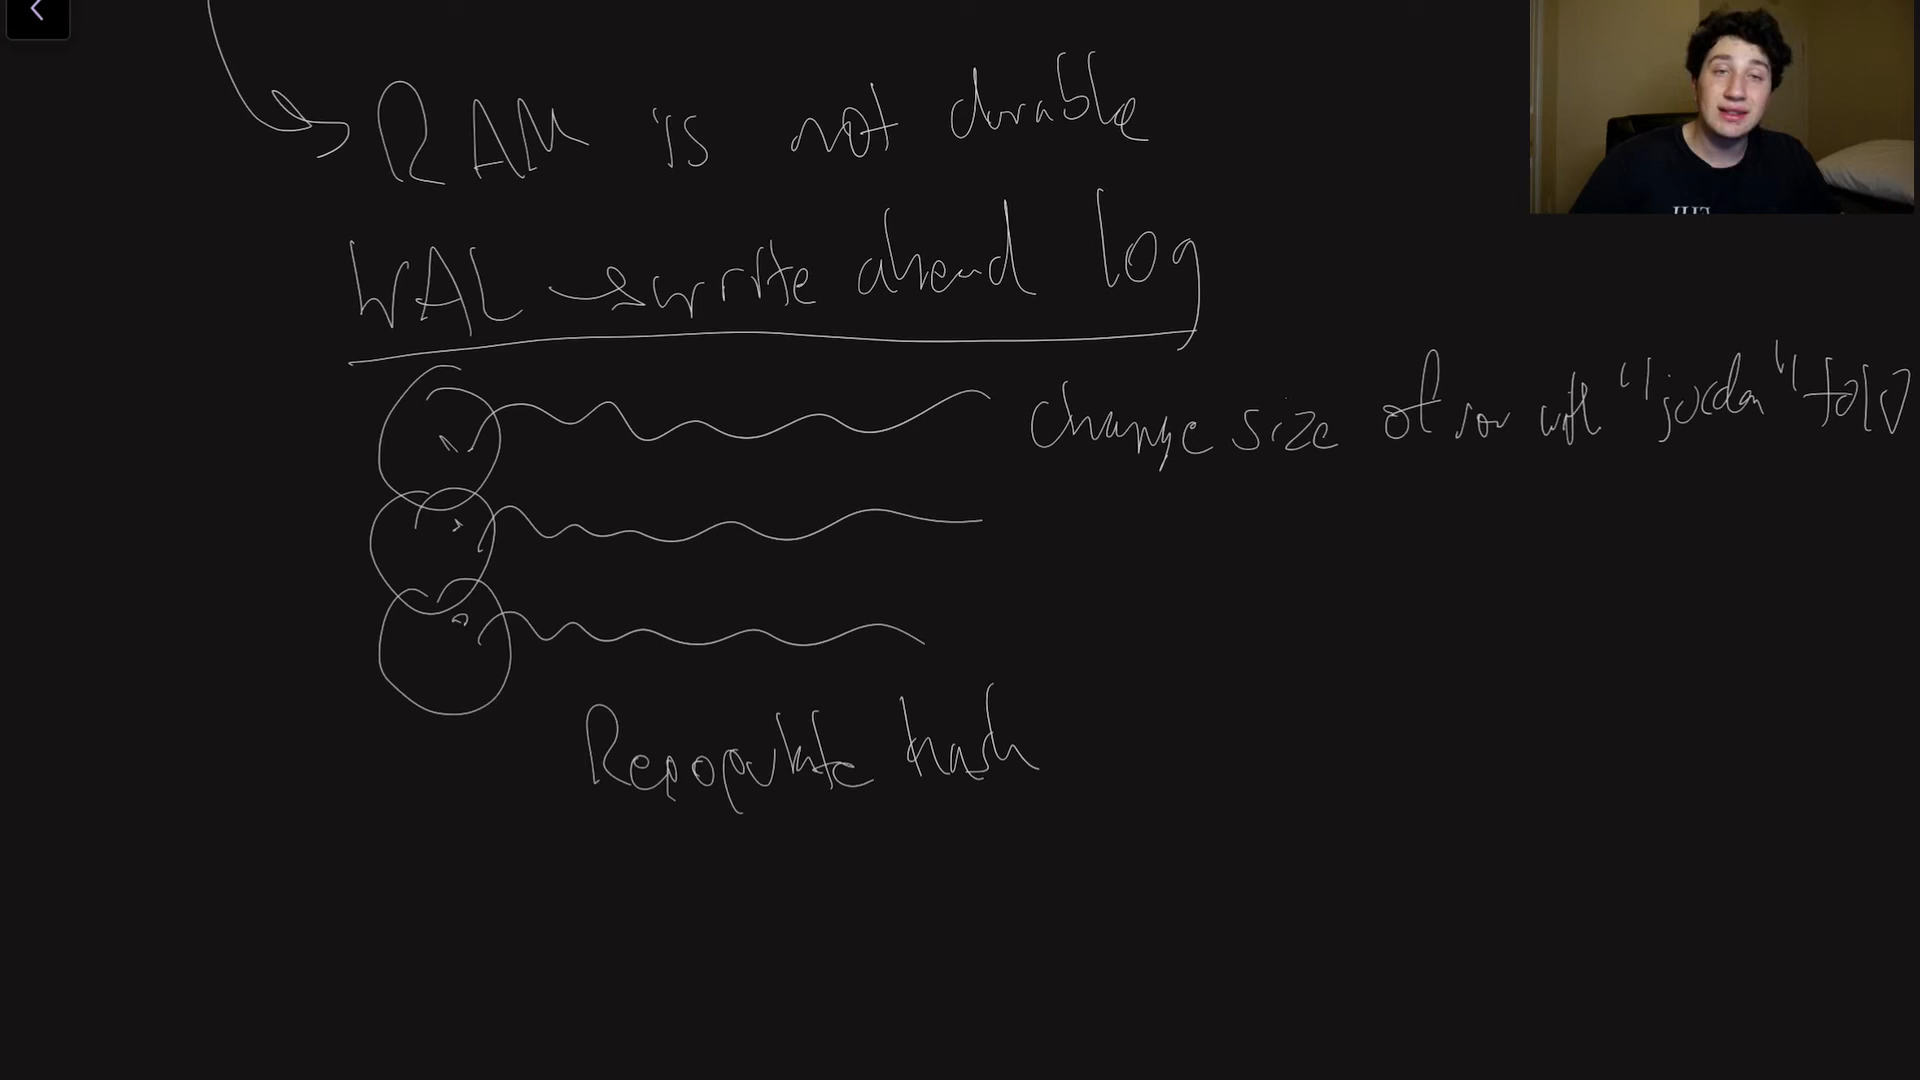 RAM is not durable
WAL → write ahead log
change size of row with "jordan" to 10
Repopulate hash